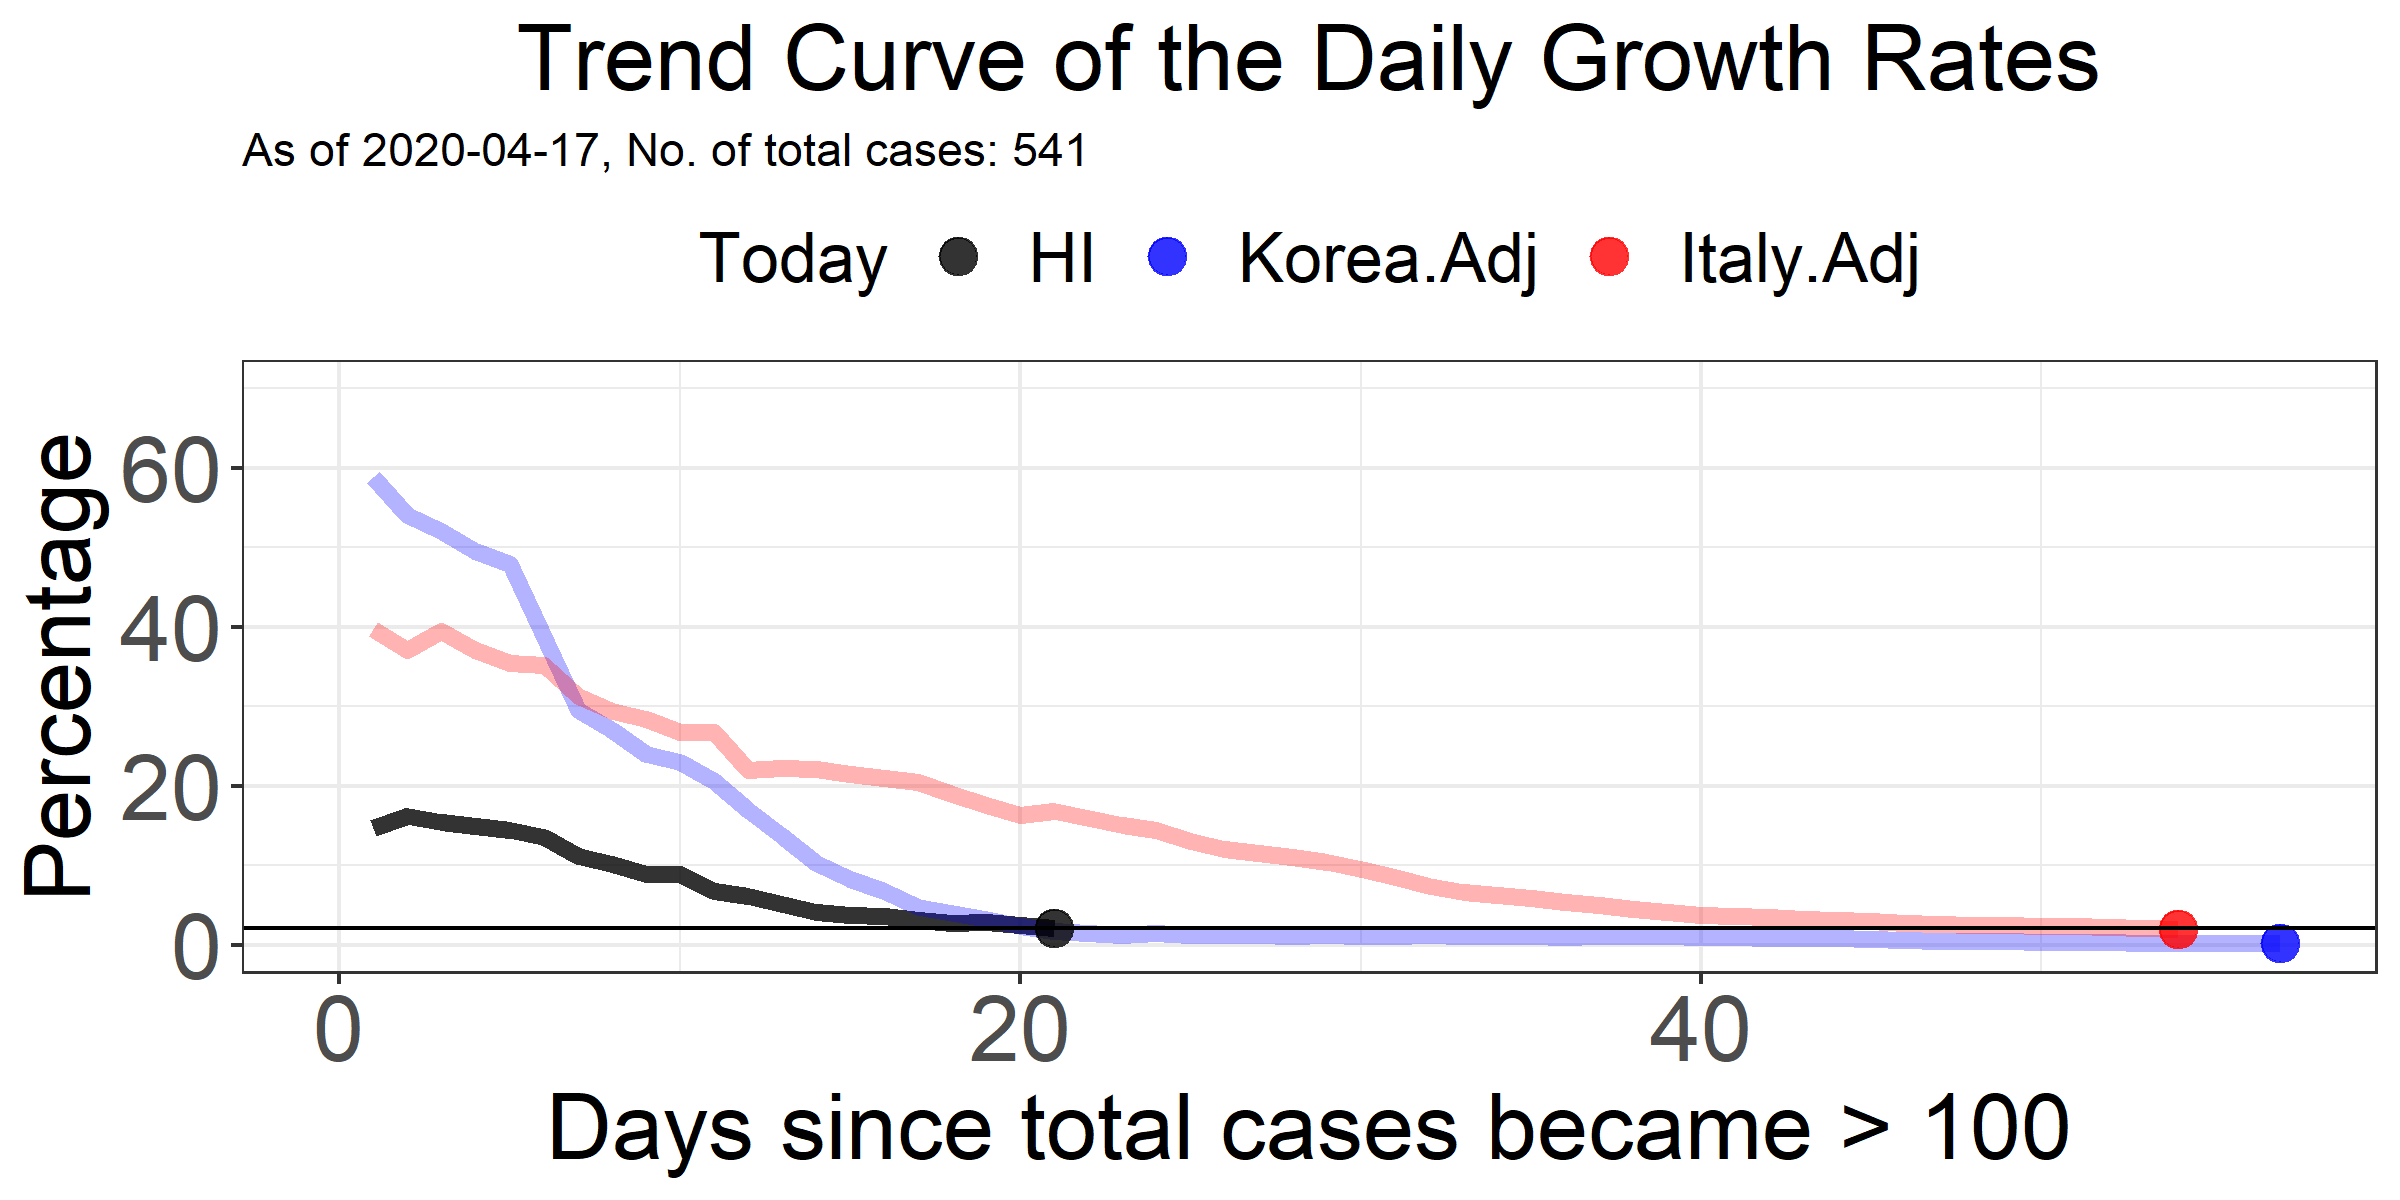 Trend Curve of the Daily Growth Rates
As of 2020-04-17, No. of total cases: 541
Today HI Korea.Adj Italy.Adj
Percentage
60
40
20
0
0 20 40
Days since total cases became > 100